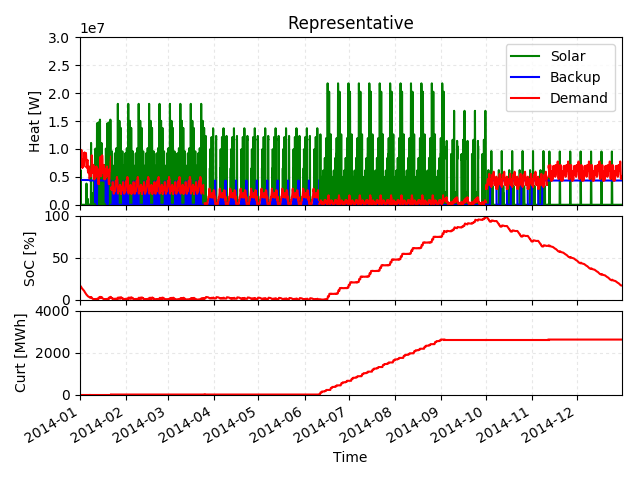 Representative
1e7
3.0
2.5
2.0
1.5
1.0
0.5
0.0
Heat [W]
Solar
Backup
Demand
100
50
0
SoC [%]
4000
2000
0
Curt [MWh]
2014-01
2014-02
2014-03
2014-04
2014-05
2014-06
2014-07
2014-08
2014-09
2014-10
2014-11
2014-12
Time